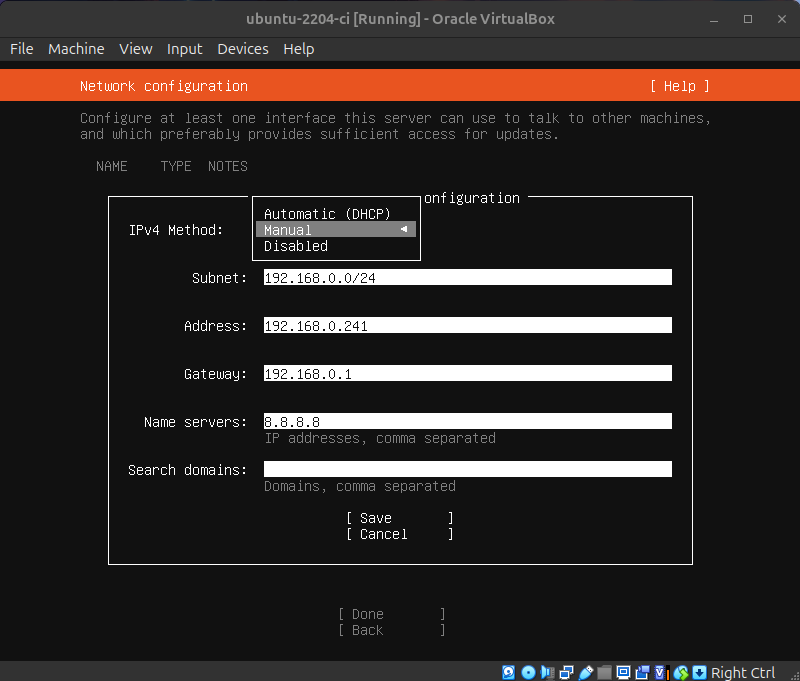 ubuntu-2204-ci [Running] - Oracle VirtualBox
File Machine View Input Devices Help
Network configuration [ Help ]
Configure at least one interface this server can use to talk to other machines,
and which preferably provides sufficient access for updates.
NAME TYPE NOTES
onfiguration
Automatic (DHCP)
IPv4 Method: Manual ◄
Disabled
Subnet: 192.168.0.0/24
Address: 192.168.0.241
Gateway: 192.168.0.1
Name servers: 8.8.8.8
IP addresses, comma separated
Search domains:
Domains, comma separated
[ Save ]
[ Cancel ]
[ Done ]
[ Back ]
Right Ctrl